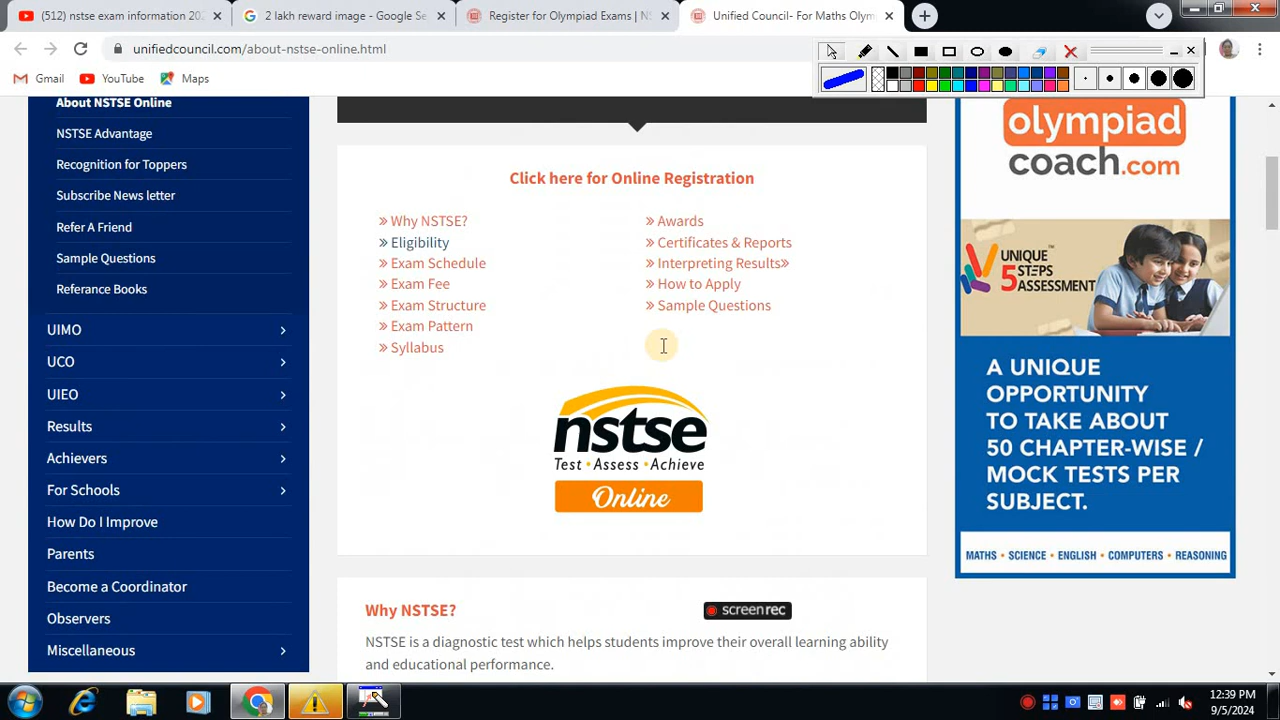 (512) nstse exam information 202
2 lakh reward image - Google Se
Register for Olympiad Exams | NS
Unified Council- For Maths Olym
unifiedcouncil.com/about-nstse-online.html
Gmail
YouTube
Maps
About NSTSE Online
NSTSE Advantage
Recognition for Toppers
Subscribe News letter
Refer A Friend
Sample Questions
Referance Books
UIMO
UCO
UIEO
Results
Achievers
For Schools
How Do I Improve
Parents
Become a Coordinator
Observers
Miscellaneous
Click here for Online Registration
» Why NSTSE?
» Eligibility
» Exam Schedule
» Exam Fee
» Exam Structure
» Exam Pattern
» Syllabus
» Awards
» Certificates & Reports
» Interpreting Results»
» How to Apply
» Sample Questions
nstse
Test • Assess • Achieve
Online
Why NSTSE?
screenrec
NSTSE is a diagnostic test which helps students improve their overall learning ability
and educational performance.
olympiad
coach.com
UNIQUE
5 STEPS
ASSESSMENT
A UNIQUE
OPPORTUNITY
TO TAKE ABOUT
50 CHAPTER-WISE /
MOCK TESTS PER
SUBJECT.
MATHS • SCIENCE • ENGLISH • COMPUTERS • REASONING
12:39 PM
9/5/2024